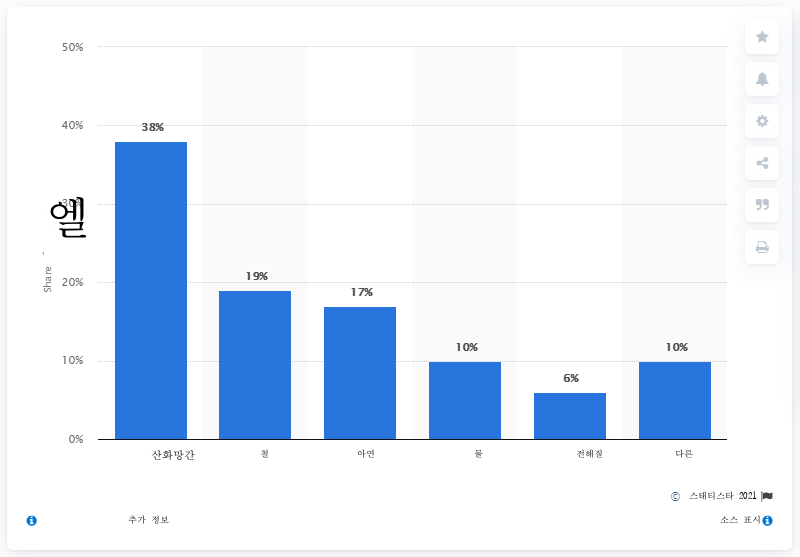 50%
40%
38%
30%
엘
Share
20%
19%
17%
10%
10%
6%
10%
0%
산화망간
철
아연
물
전해질
다른
© 스태티스타 2021
추가 정보
소스 표시